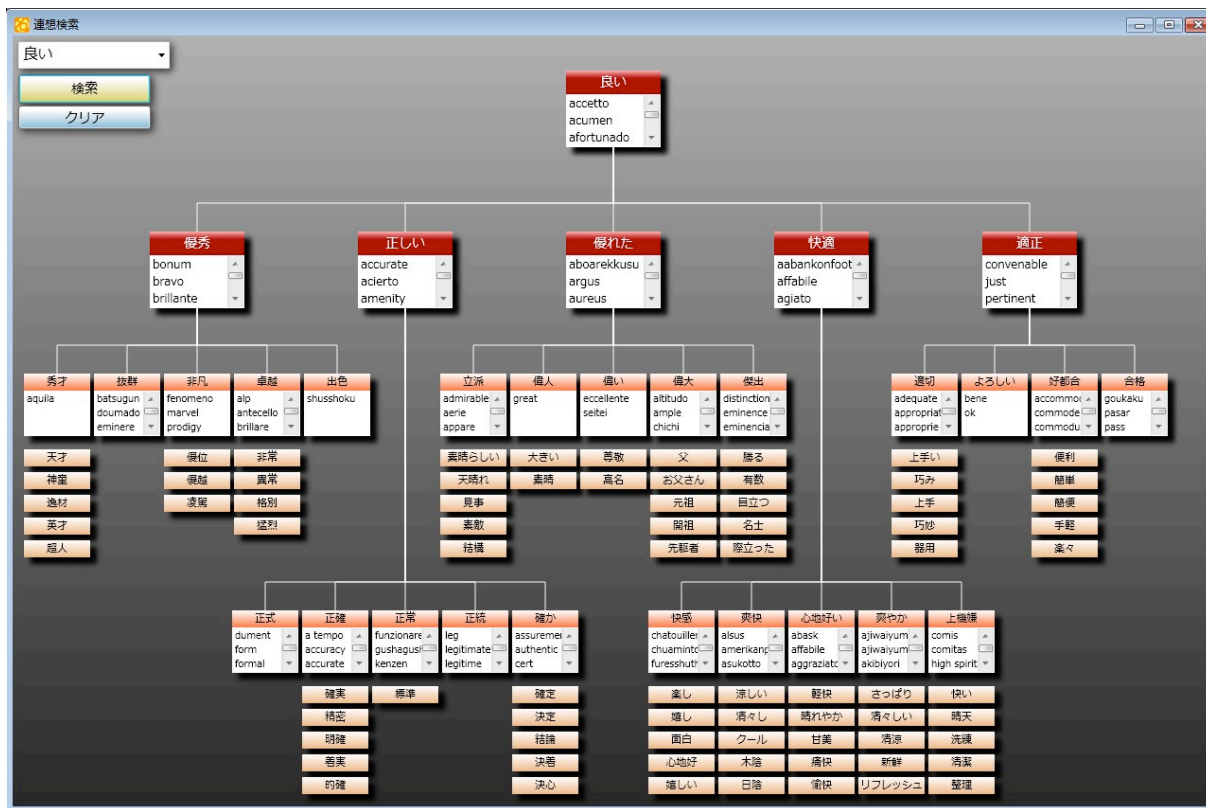 連想検索
良い
検索
クリア
良い
accetto
acumen
afortunado
優秀
bonum
bravo
brillante
正しい
accurate
acierto
amenity
優れた
aboarekkusu
argus
aureus
快適
aabankonfoot
affabile
agiato
適正
convenable
just
pertinent
秀才
aquila
天才
神童
逸材
英才
超人
抜群
batsugun
doumado
eminere
非凡
fenomeno
marvel
prodigy
優位
優越
凌駕
卓越
alp
antecello
brillare
非常
異常
格別
猛烈
出色
shusshoku
立派
admirable
aerie
appare
素晴らしい
天晴れ
見事
素敵
結構
偉人
great
大きい
素晴
偉い
eccellente
seitei
尊敬
高名
偉大
altitudo
ample
chichi
父
お父さん
元祖
開祖
先駆者
傑出
distinction
eminence
eminencia
勝る
有数
目立つ
名士
際立った
適切
adequate
appropriat
approprie
上手い
巧み
上手
巧妙
器用
よろしい
bene
ok
好都合
accommo
commode
commodu
便利
簡単
簡便
手軽
楽々
合格
goukaku
pasar
pass
正式
dument
form
formal
正確
a tempo
accuracy
accurate
確実
精密
明確
着実
的確
正常
funzionare
gushagush
kenzen
標準
正統
leg
legitimate
legitime
確か
assuremen
authentic
cert
確定
決定
結論
決着
決心
快感
chatouiller
chuaminto
furesshuth
楽し
嬉し
面白
心地好
嬉しい
爽快
alsus
amerikanp
asukotto
涼しい
清々し
クール
木陰
日陰
心地好い
abask
affabile
aggraziato
軽快
晴れやか
甘美
痛快
愉快
爽やか
ajiwaiyum
ajiwaiyum
akibiyori
さっぱり
清々しい
清涼
新鮮
リフレッシュ
上機嫌
comis
comitas
high spirit
快い
晴天
洗練
清潔
整理